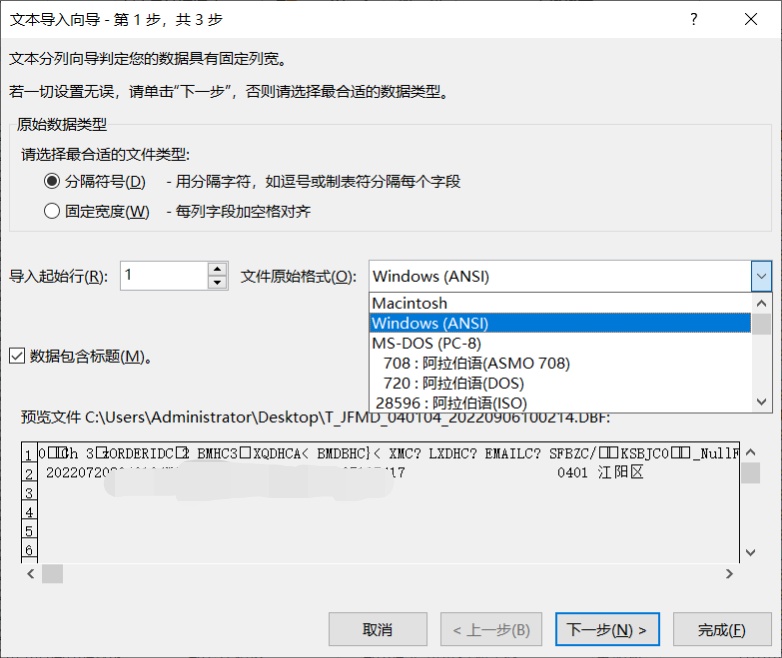 文本导入向导 - 第 1 步，共 3 步
文本分列向导判定您的数据具有固定列宽。
若一切设置无误，请单击“下一步”，否则请选择最合适的数据类型。
原始数据类型
请选择最合适的文件类型:
分隔符号(D) - 用分隔字符，如逗号或制表符分隔每个字段
固定宽度(W) - 每列字段加空格对齐
导入起始行(R): 1 文件原始格式(O): Windows (ANSI)
Macintosh
Windows (ANSI)
MS-DOS (PC-8)
708 : 阿拉伯语(ASMO 708)
720 : 阿拉伯语(DOS)
28596 : 阿拉伯语(ISO)
数据包含标题(M)。
预览文件 C:\Users\Administrator\Desktop\T_JFMD_040104_20220906100214.DBF:
1 ORDERIDC BMHC3 XQDHCA< BMDBHC}< XMC? LXDHC? EMAILC? SFBZC/ KSBJC0 _NullF
2 2022072 17 0401 江阳区
3
4
5
6
取消 < 上一步(B) 下一步(N) > 完成(F)